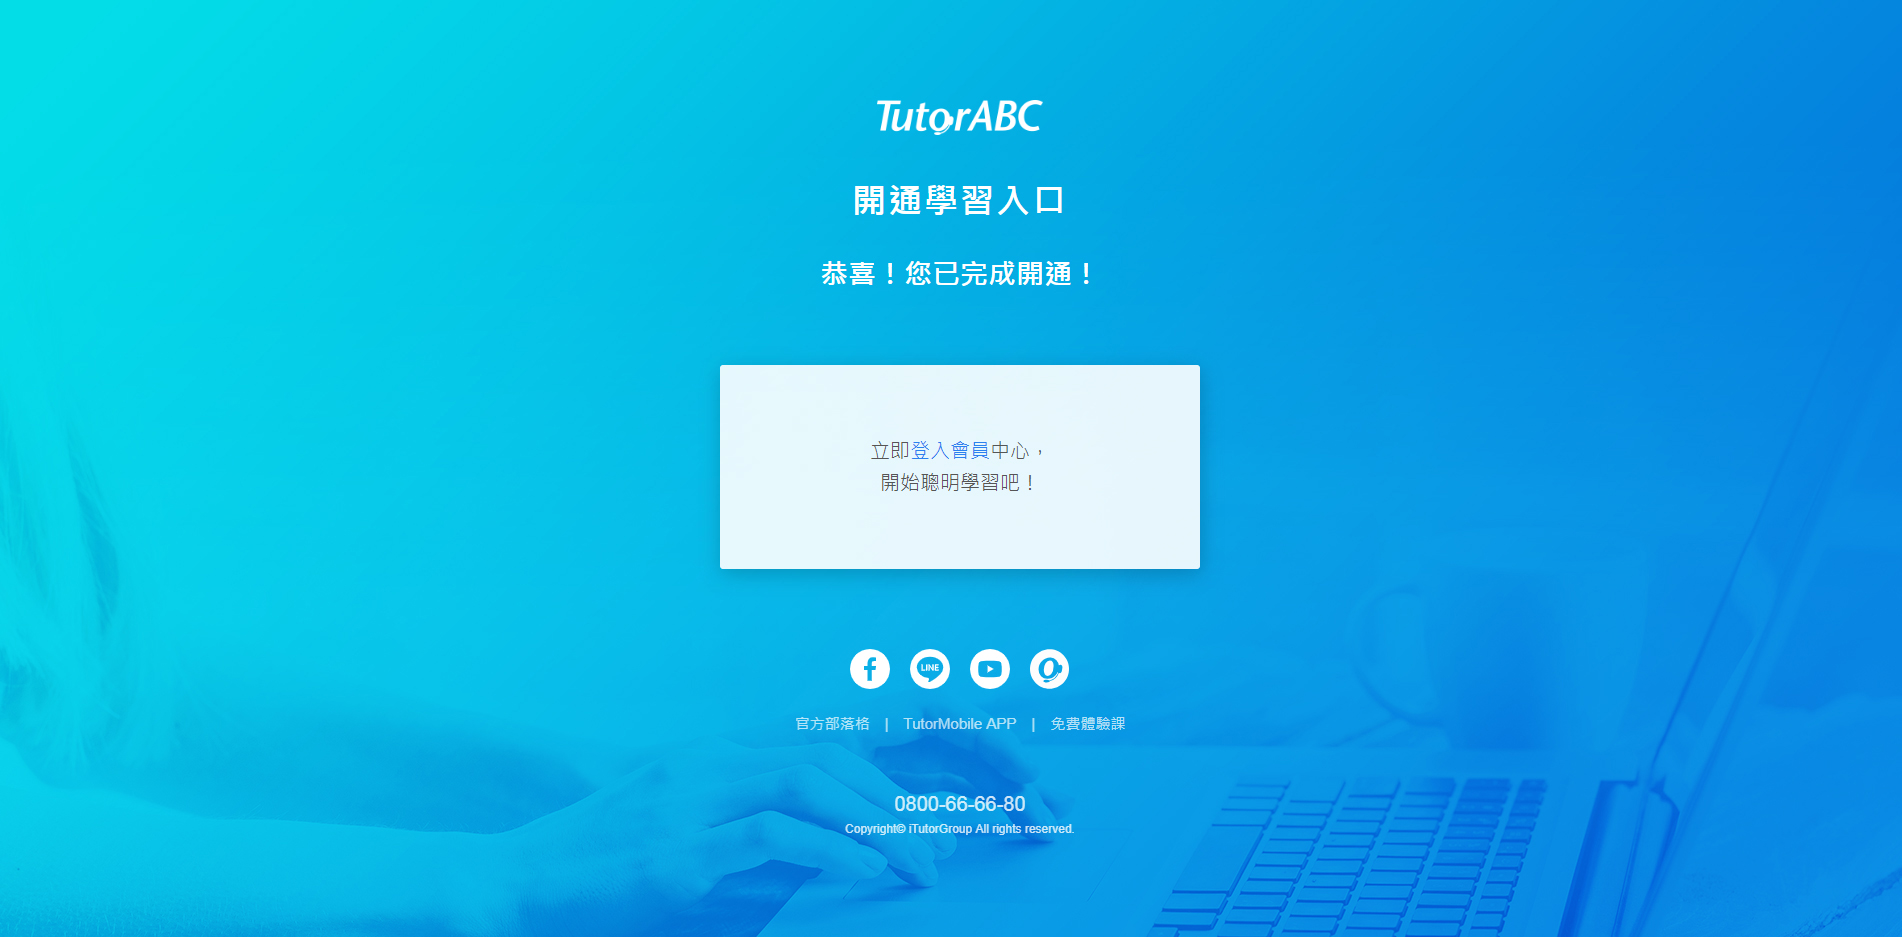 TutorABC
開通學習入口
恭喜！您已完成開通！
立即登入會員中心，
開始聰明學習吧！
LINE
官方部落格 | TutorMobile APP | 免費體驗課
0800-66-66-80
Copyright© iTutorGroup All rights reserved.